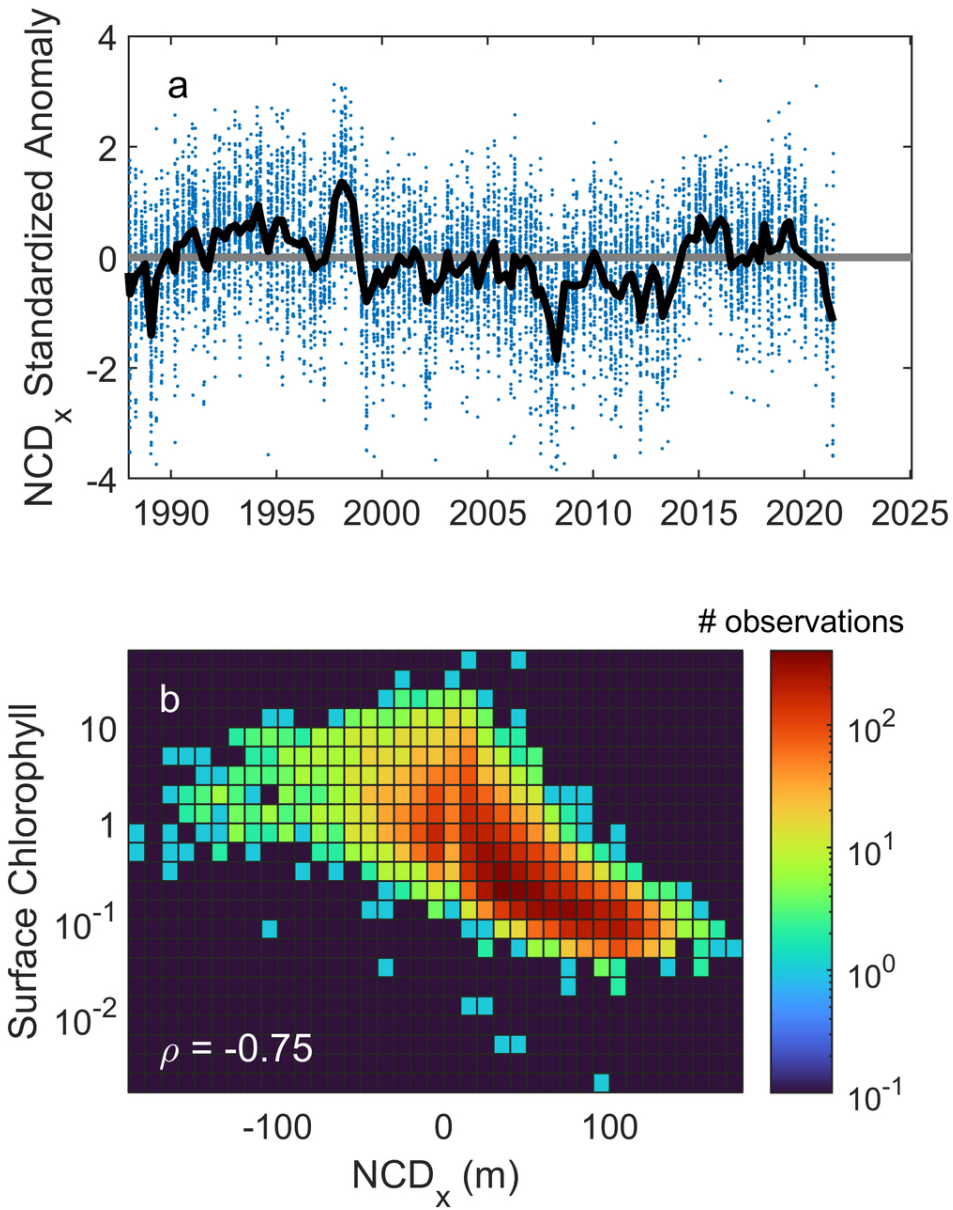 NCDx Standardized Anomaly
a
4
2
0
-2
-4
1990 1995 2000 2005 2010 2015 2020 2025
# observations
b
Surface Chlorophyll
10
1
10-1
10-2
ρ = -0.75
-100 0 100
NCDx (m)
102
101
100
10-1